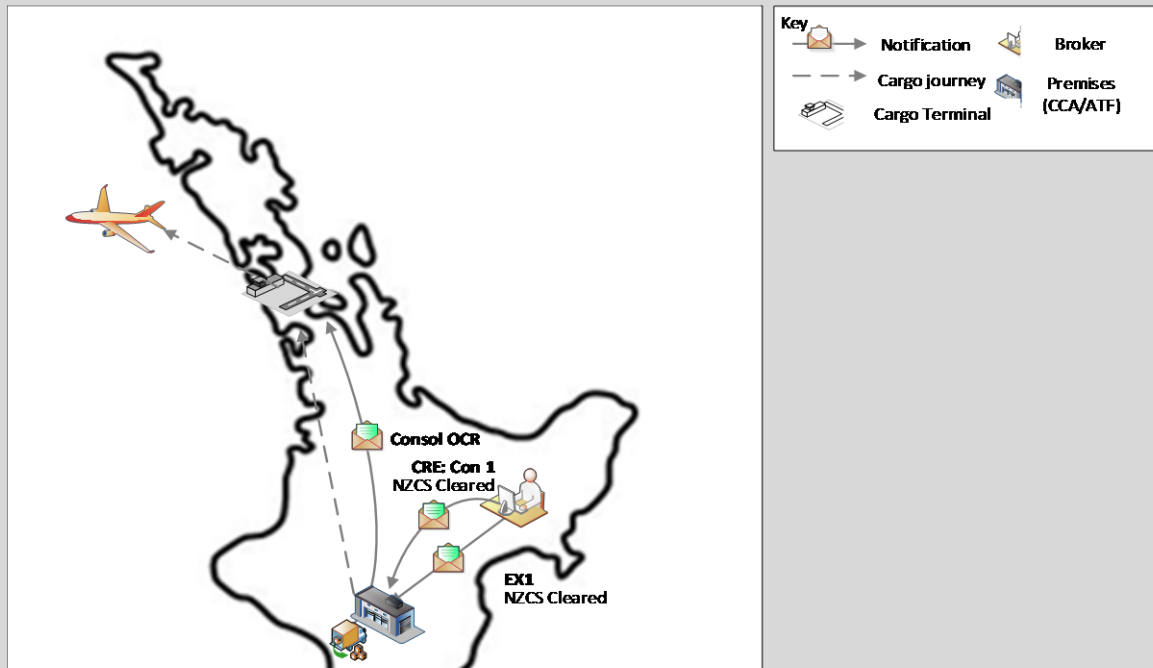 Key
Notification
Broker
Cargo journey
Premises
(CCA/ATF)
Cargo Terminal
Consol OCR
CRE: Con 1
NZCS Cleared
EX1
NZCS Cleared